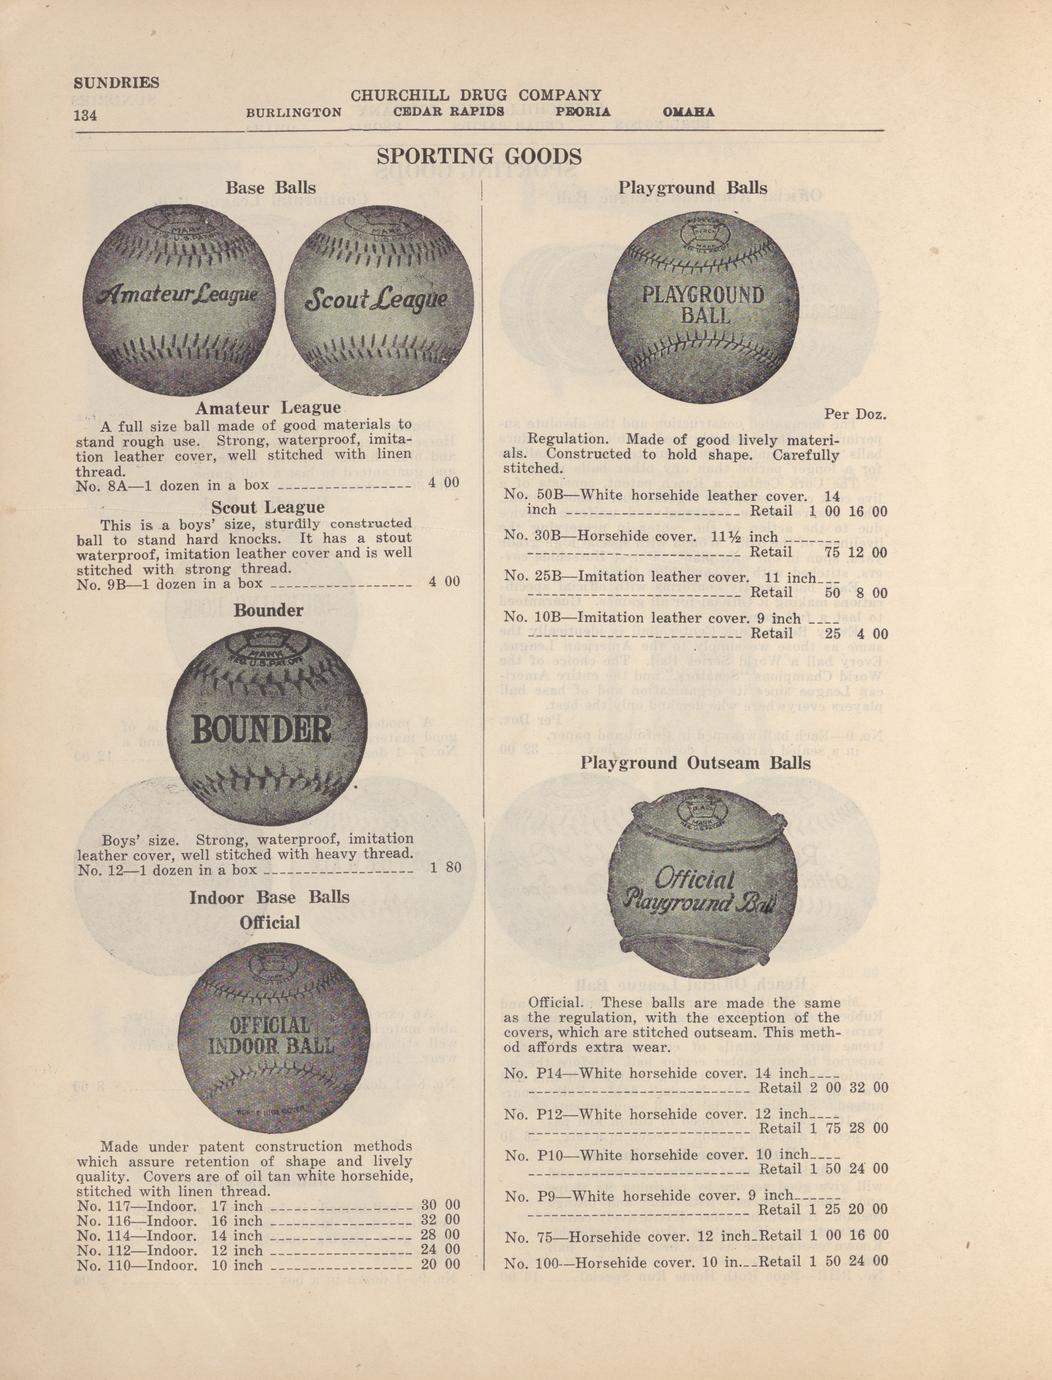 SUNDRIES
CHURCHILL DRUG COMPANY
134 BURLINGTON CEDAR RAPIDS PEORIA OMAHA
SPORTING GOODS
Base Balls
Amateur League
Scout League
Amateur League
A full size ball made of good materials to
stand rough use. Strong, waterproof, imita-
tion leather cover, well stitched with linen
thread.
No. 8A—1 dozen in a box ----------------- 4 00
Scout League
This is a boys' size, sturdily constructed
ball to stand hard knocks. It has a stout
waterproof, imitation leather cover and is well
stitched with strong thread.
No. 9B—1 dozen in a box ------------------ 4 00
Bounder
MARK
REG U.S. PAT. OFF
BOUNDER
Boys' size. Strong, waterproof, imitation
leather cover, well stitched with heavy thread.
No. 12—1 dozen in a box ------------------- 1 80
Indoor Base Balls
Official
OFFICIAL
INDOOR BALL
Made under patent construction methods
which assure retention of shape and lively
quality. Covers are of oil tan white horsehide,
stitched with linen thread.
No. 117—Indoor. 17 inch ------------------ 30 00
No. 116—Indoor. 16 inch ------------------ 32 00
No. 114—Indoor. 14 inch ------------------ 28 00
No. 112—Indoor. 12 inch ------------------ 24 00
No. 110—Indoor. 10 inch ------------------ 20 00
Playground Balls
PLAYGROUND
BALL
Per Doz.
Regulation. Made of good lively materi-
als. Constructed to hold shape. Carefully
stitched.
No. 50B—White horsehide leather cover. 14
inch ---------------------- Retail 1 00 16 00
No. 30B—Horsehide cover. 11½ inch -------
--------------------------- Retail 75 12 00
No. 25B—Imitation leather cover. 11 inch---
--------------------------- Retail 50 8 00
No. 10B—Imitation leather cover. 9 inch ----
--------------------------- Retail 25 4 00
Playground Outseam Balls
Official
Playground Ball
Official. These balls are made the same
as the regulation, with the exception of the
covers, which are stitched outseam. This meth-
od affords extra wear.
No. P14—White horsehide cover. 14 inch----
---------------------------- Retail 2 00 32 00
No. P12—White horsehide cover. 12 inch----
---------------------------- Retail 1 75 28 00
No. P10—White horsehide cover. 10 inch----
---------------------------- Retail 1 50 24 00
No. P9—White horsehide cover. 9 inch------
---------------------------- Retail 1 25 20 00
No. 75—Horsehide cover. 12 inch-Retail 1 00 16 00
No. 100—Horsehide cover. 10 in.--Retail 1 50 24 00